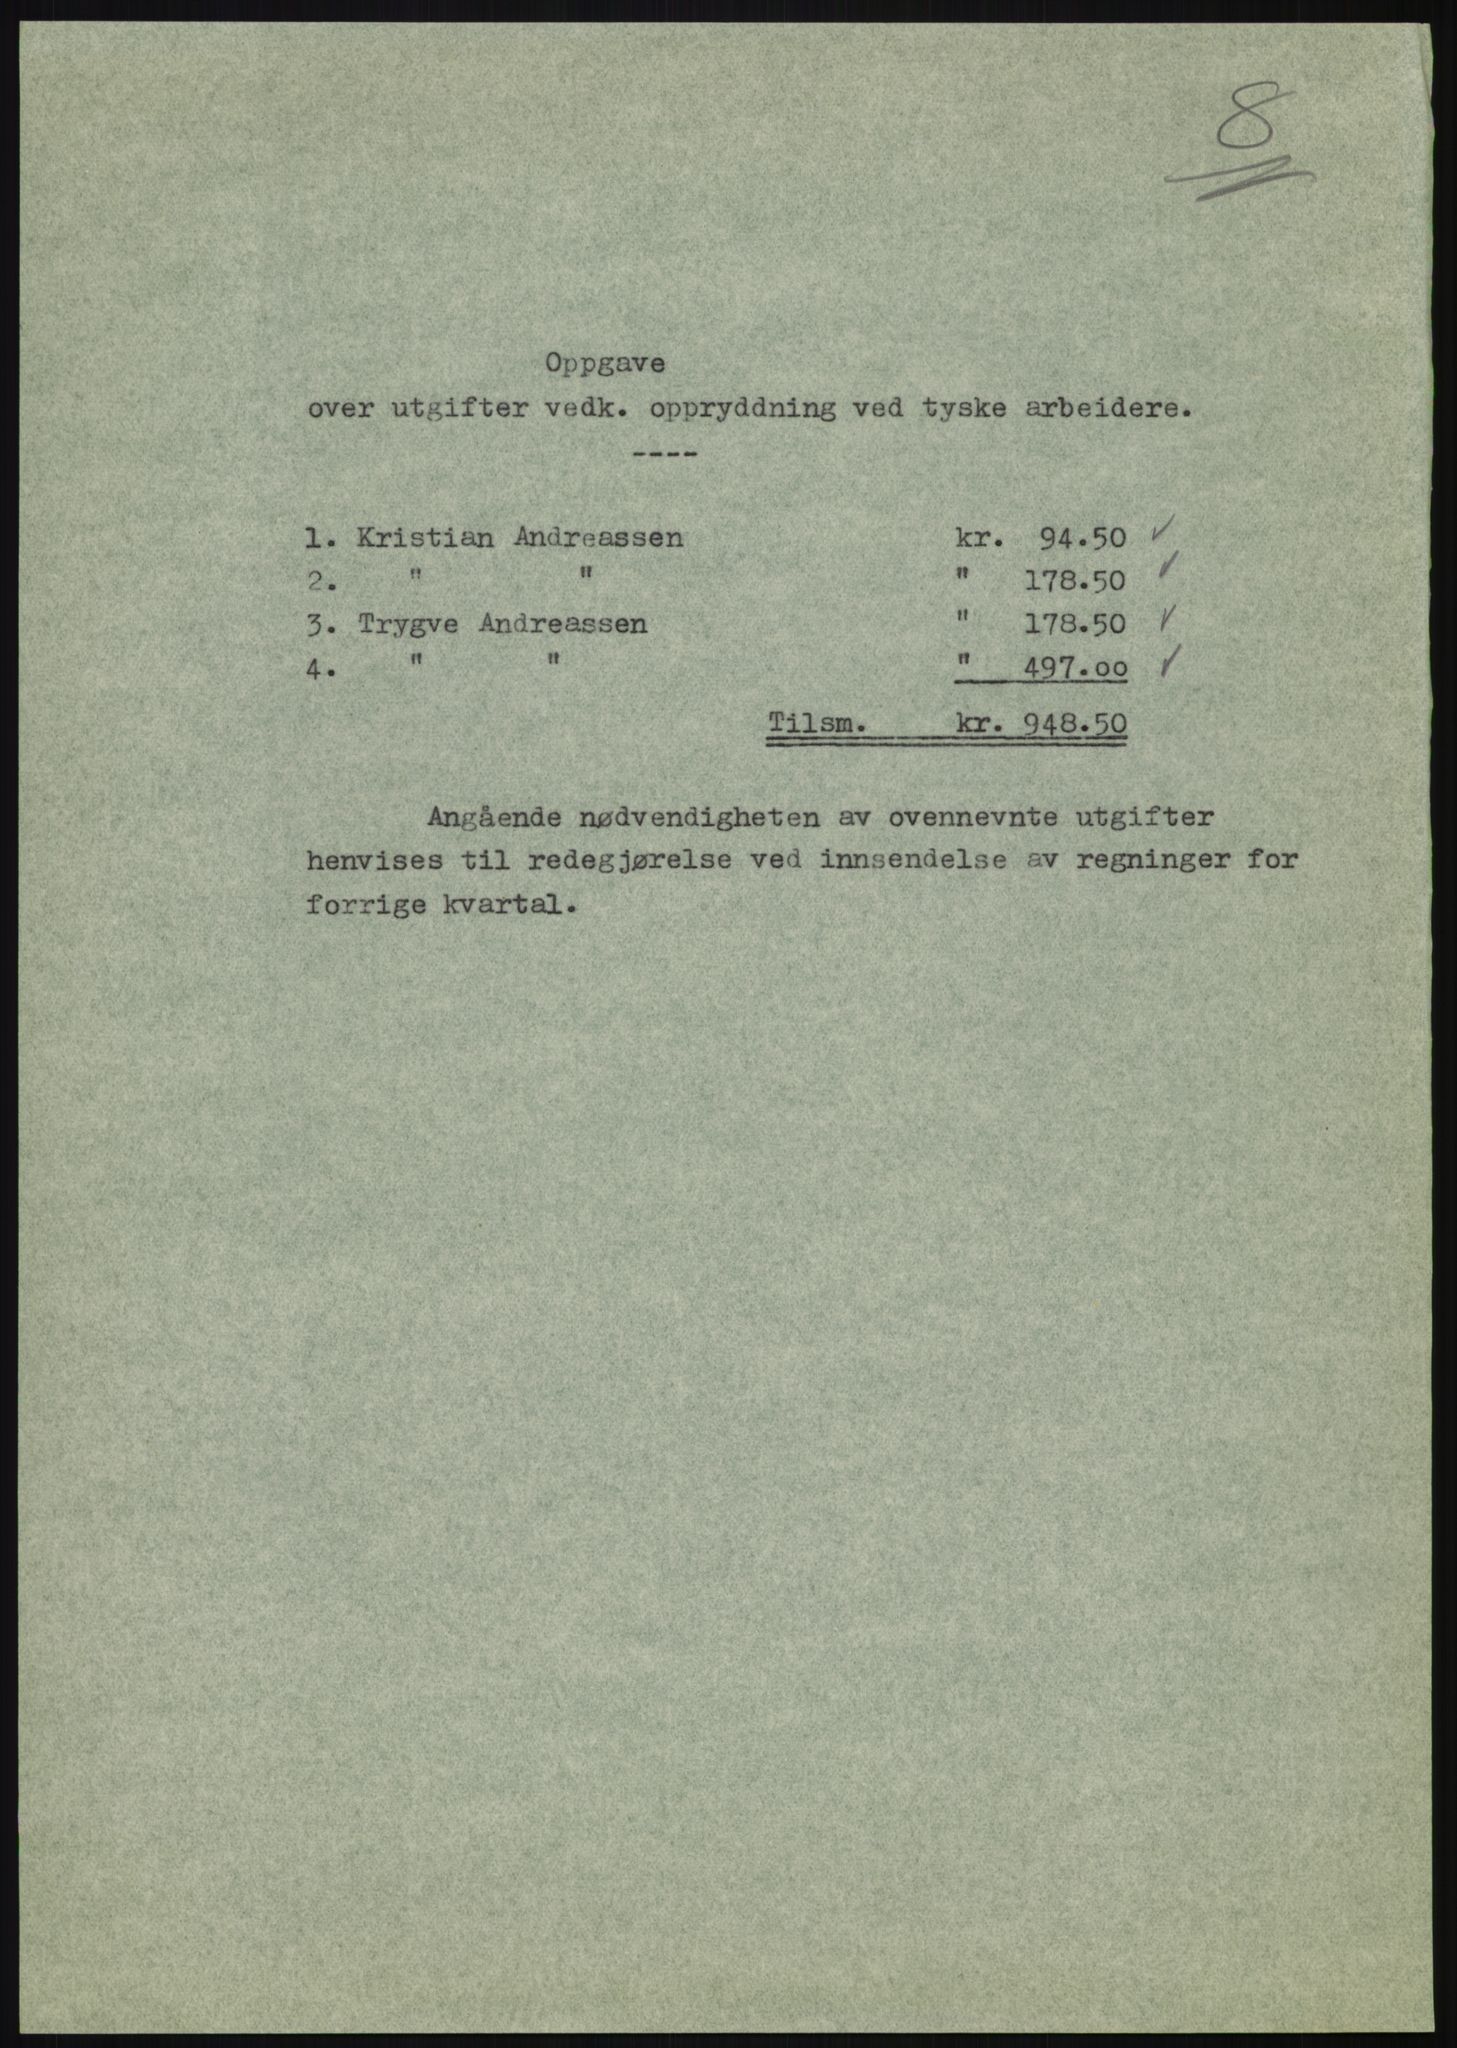 8
Oppgave
over utgifter vedk. oppryddning ved tyske arbeidere.
----
1. Kristian Andreassen kr. 94.50 ✓
2. " " " 178.50 ✓
3. Trygve Andreassen " 178.50 ✓
4. " " " 497.00 ✓
Tilsm. kr. 948.50
Angående nødvendigheten av ovennevnte utgifter
henvises til redegjørelse ved innsendelse av regninger for
forrige kvartal.